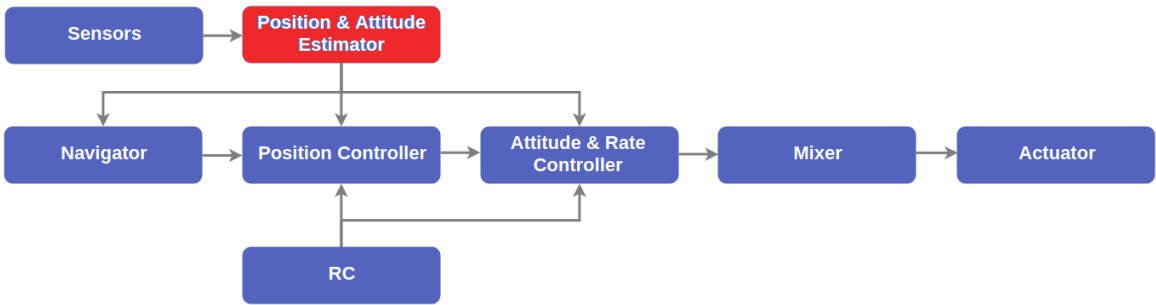 Sensors
Position & Attitude
Estimator
Navigator
Position Controller
Attitude & Rate
Controller
Mixer
Actuator
RC